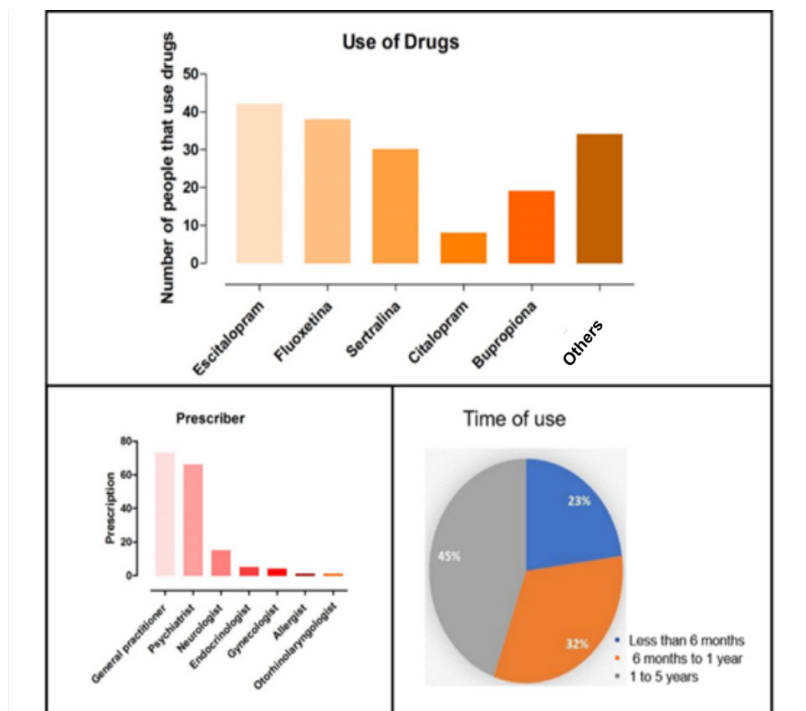 Use of Drugs
Number of people that use drugs
50
40
30
20
10
0
Escitalopram
Fluoxetina
Sertralina
Citalopram
Bupropiona
Others
Prescriber
Prescription
80
60
40
20
0
General practitioner
Psychiatrist
Neurologist
Endocrinologist
Gynecologist
Allergist
Otorhinolaryngologist
Time of use
23%
45%
32%
Less than 6 months
6 months to 1 year
1 to 5 years